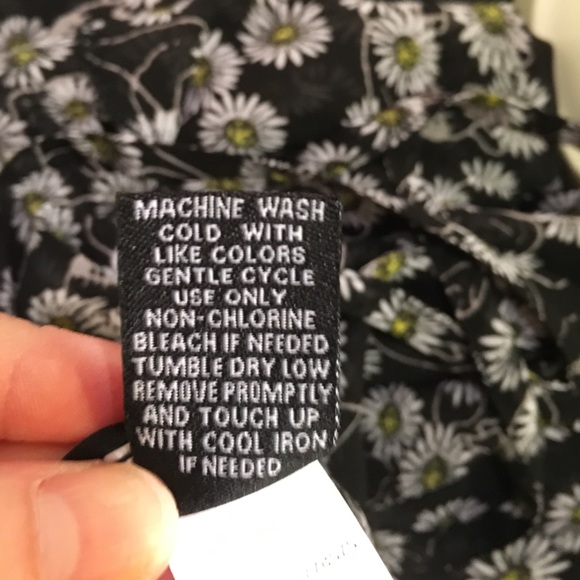 MACHINE WASH
COLD WITH
LIKE COLORS
GENTLE CYCLE
USE ONLY
NON-CHLORINE
BLEACH IF NEEDED
TUMBLE DRY LOW
REMOVE PROMPTLY
AND TOUCH UP
WITH COOL IRON
IF NEEDED